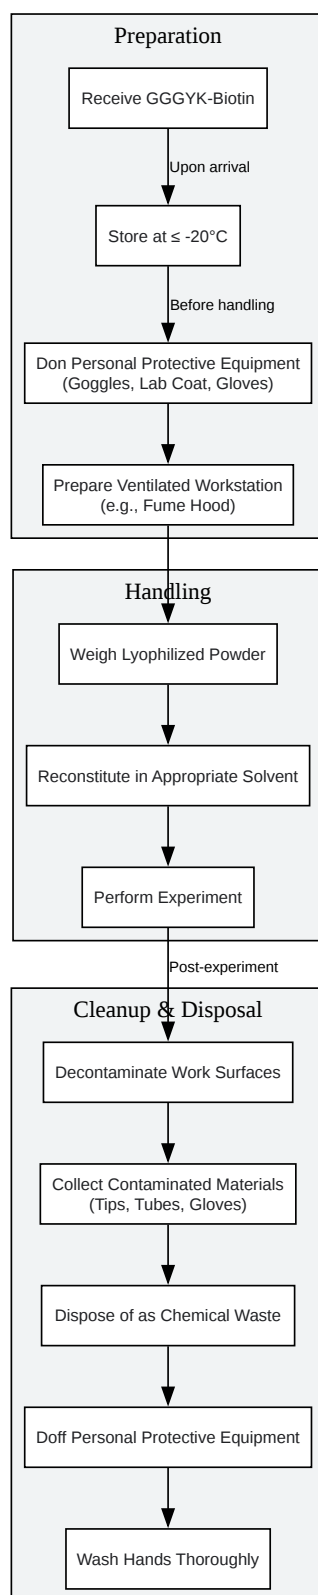 Preparation
Receive GGGYK-Biotin
Upon arrival
Store at ≤ -20°C
Before handling
Don Personal Protective Equipment
(Goggles, Lab Coat, Gloves)
Prepare Ventilated Workstation
(e.g., Fume Hood)
Handling
Weigh Lyophilized Powder
Reconstitute in Appropriate Solvent
Perform Experiment
Post-experiment
Cleanup & Disposal
Decontaminate Work Surfaces
Collect Contaminated Materials
(Tips, Tubes, Gloves)
Dispose of as Chemical Waste
Doff Personal Protective Equipment
Wash Hands Thoroughly